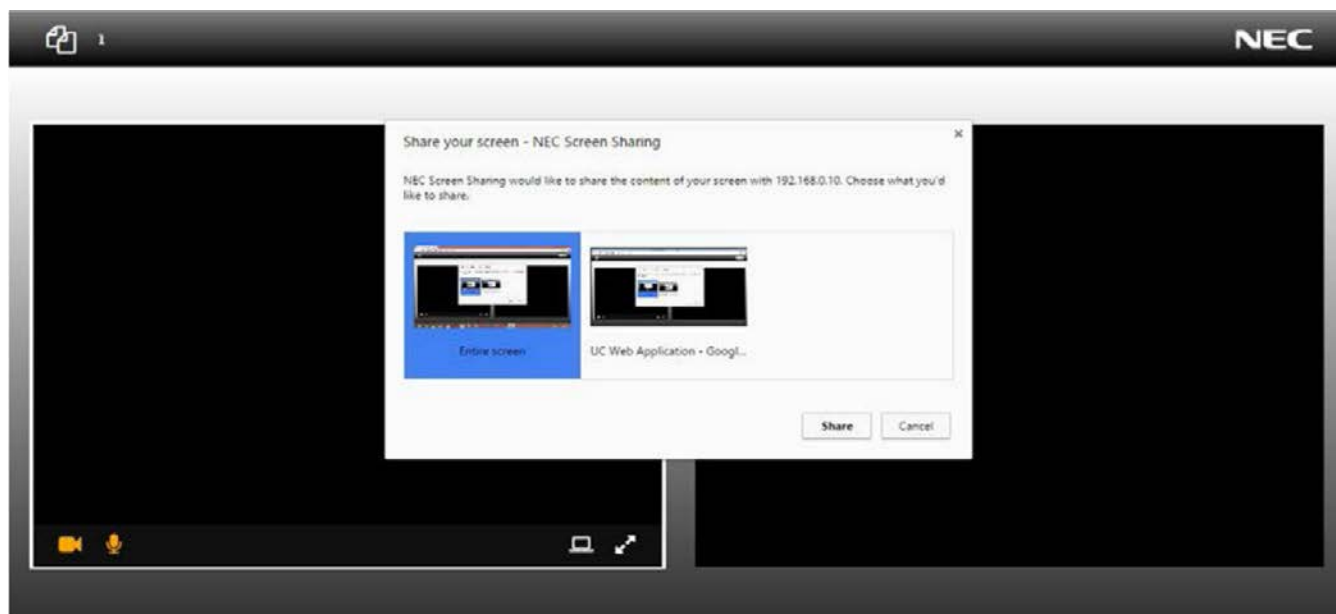 1
NEC
Share your screen - NEC Screen Sharing
NEC Screen Sharing would like to share the content of your screen with 192.168.0.10. Choose what you'd
like to share.
Entire screen
UC Web Application - Googl...
Share
Cancel